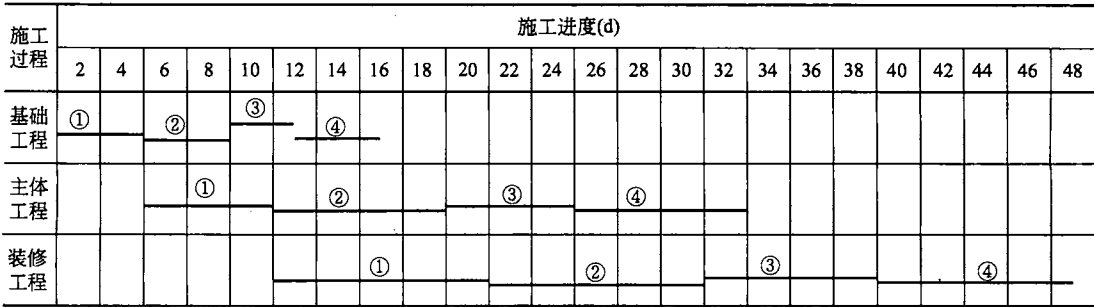 施工过程 施工进度(d)
2 4 6 8 10 12 14 16 18 20 22 24 26 28 30 32 34 36 38 40 42 44 46 48
基础工程 ① ② ③ ④
主体工程 ① ② ③ ④
装修工程 ① ② ③ ④